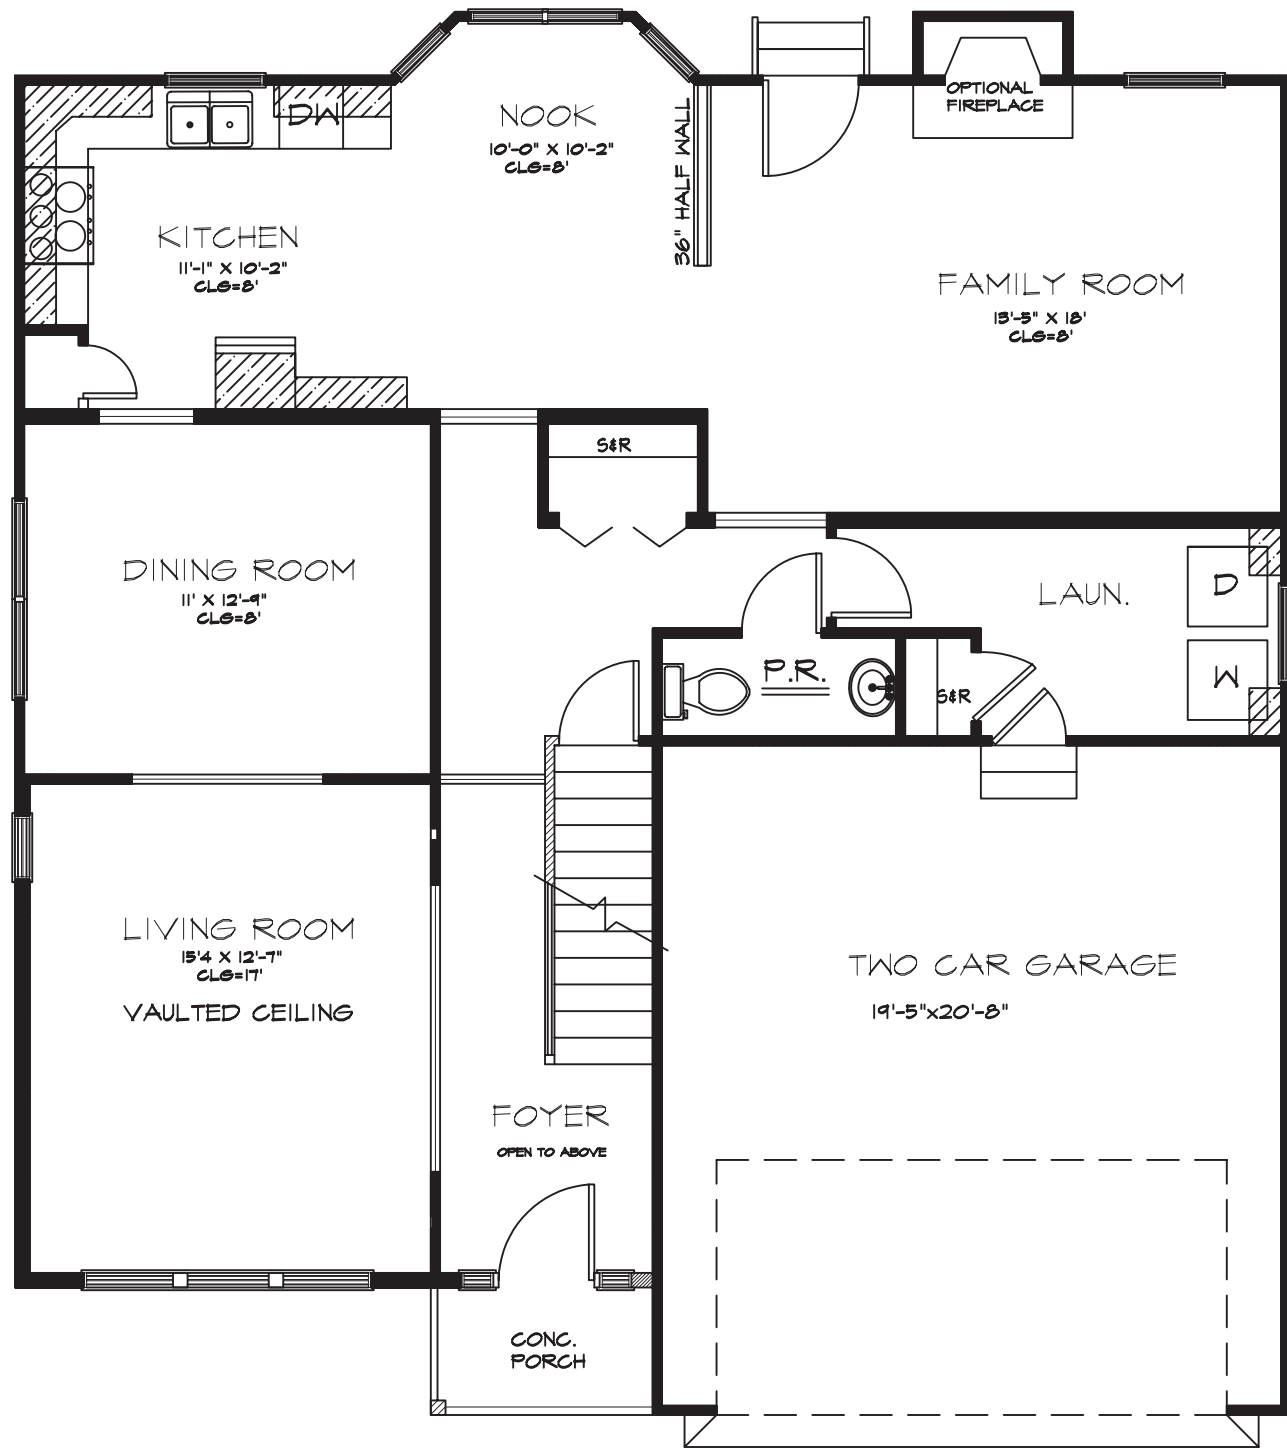 OPTIONAL
FIREPLACE
NOOK
10'-0" X 10'-2"
CLG=8'
DW
36" HALF WALL
KITCHEN
11'-1" X 10'-2"
CLG=8'
FAMILY ROOM
13'-5" X 18'
CLG=8'
S&R
DINING ROOM
11' X 12'-9"
CLG=8'
LAUN.
D
W
P.R.
S&R
LIVING ROOM
15'4 X 12'-7"
CLG=17'
VAULTED CEILING
TWO CAR GARAGE
19'-5"x20'-8"
FOYER
OPEN TO ABOVE
CONC.
PORCH